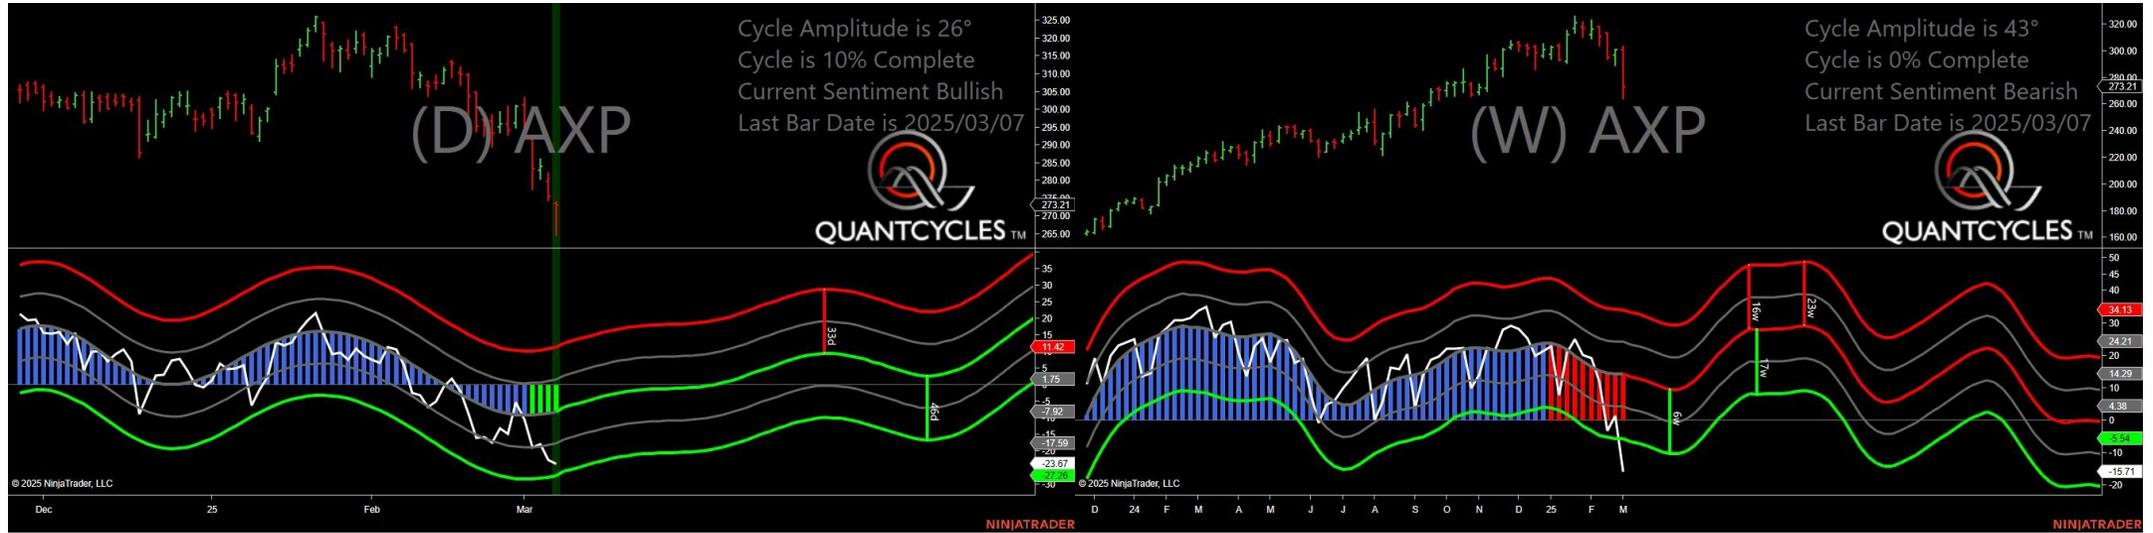 Cycle Amplitude is 26°
Cycle is 10% Complete
Current Sentiment Bullish
Last Bar Date is 2025/03/07
(D) AXP
QUANTCYCLES TM
325.00
320.00
315.00
310.00
305.00
300.00
295.00
290.00
285.00
280.00
273.21
270.00
265.00
35
30
25
20
15
11.42
5
1.75
-5
-7.92
-17.59
-23.67
-27.26
-30
33d
46d
© 2025 NinjaTrader, LLC
Dec
25
Feb
Mar
NINJATRADER
Cycle Amplitude is 43°
Cycle is 0% Complete
Current Sentiment Bearish
Last Bar Date is 2025/03/07
(W) AXP
QUANTCYCLES TM
320.00
300.00
280.00
273.21
260.00
240.00
220.00
200.00
180.00
160.00
50
45
40
34.13
30
24.21
20
14.29
10
4.38
0
-5.54
-10
-15.71
-20
6w
16w
17w
23w
© 2025 NinjaTrader, LLC
D 24 F M A M J J A S O N D 25 F M
NINJATRADER